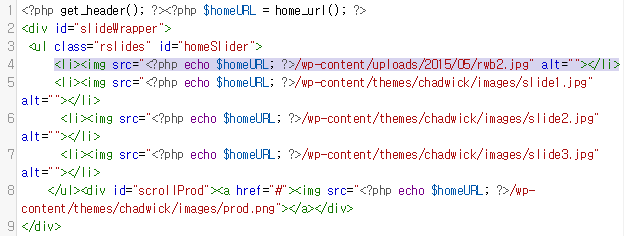 1 <?php get_header(); ?><?php $homeURL = home_url(); ?>
2 <div id="slideWrapper">
3 <ul class="rslides" id="homeSlider">
4 <li><img src="<?php echo $homeURL; ?>/wp-content/uploads/2015/05/rwb2.jpg" alt=""></li>
5 <li><img src="<?php echo $homeURL; ?>/wp-content/themes/chadwick/images/slide1.jpg"
alt=""></li>
6 <li><img src="<?php echo $homeURL; ?>/wp-content/themes/chadwick/images/slide2.jpg"
alt=""></li>
7 <li><img src="<?php echo $homeURL; ?>/wp-content/themes/chadwick/images/slide3.jpg"
alt=""></li>
8 </ul><div id="scrollProd"><a href="#"><img src="<?php echo $homeURL; ?>/wp-
content/themes/chadwick/images/prod.png"></a></div>
9 </div>